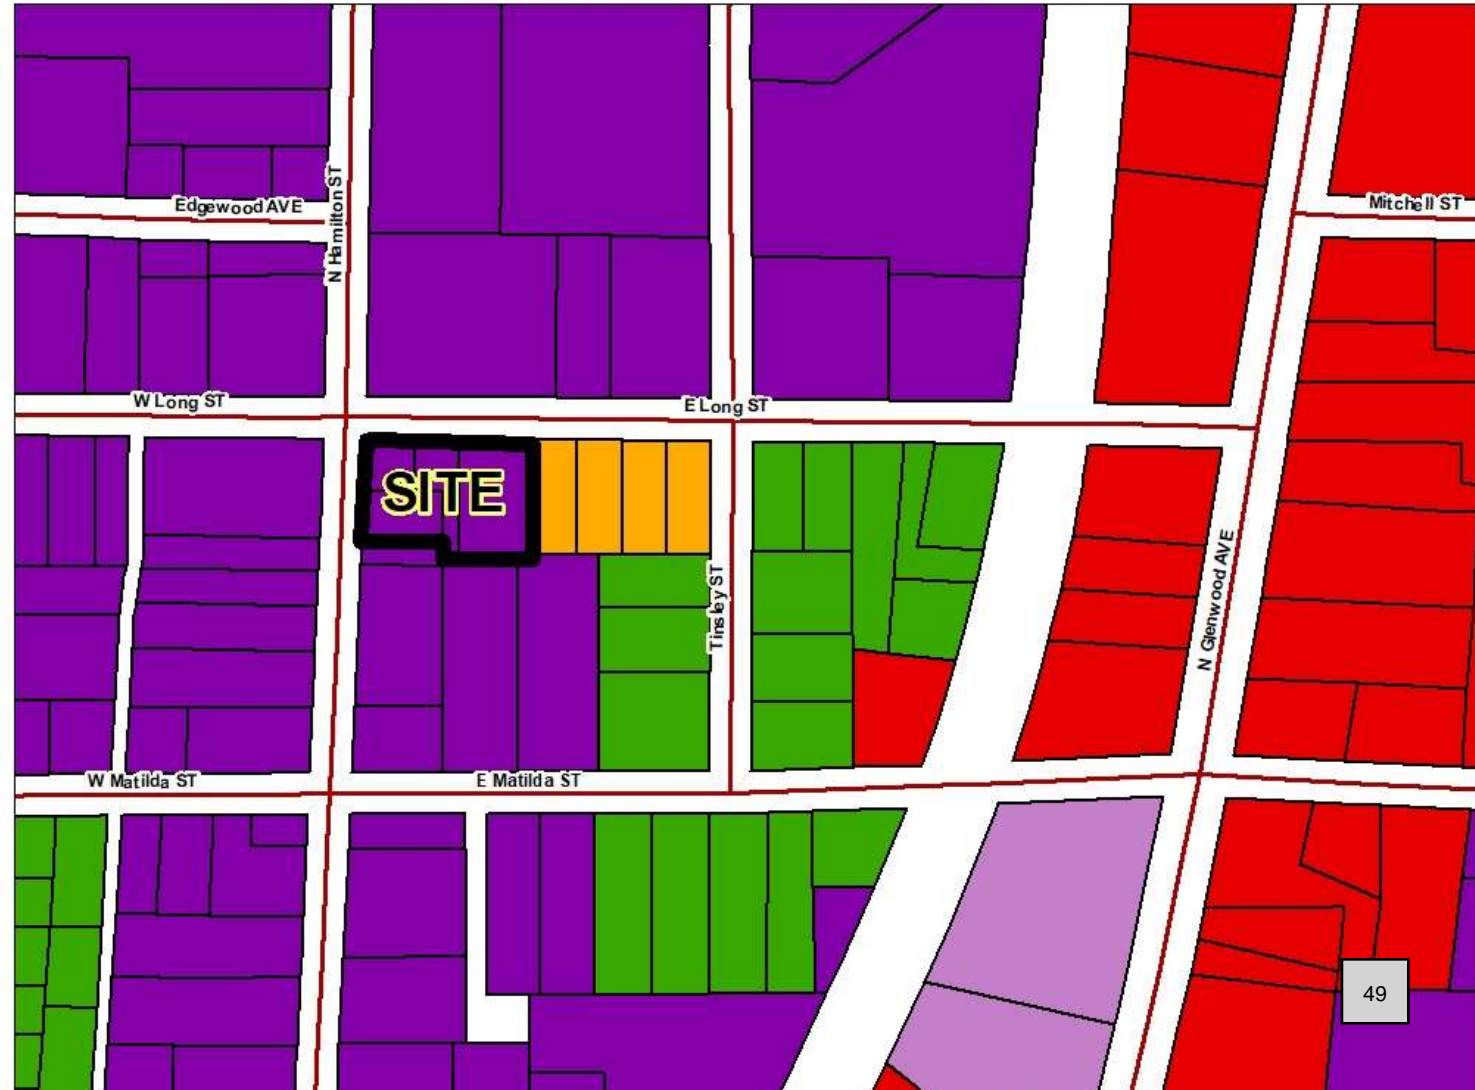 Edgewood AVE
N Hamilton ST
Mitchell ST
W Long ST
E Long ST
SITE
Tinsley ST
N Glenwood AVE
W Matilda ST
E Matilda ST
49